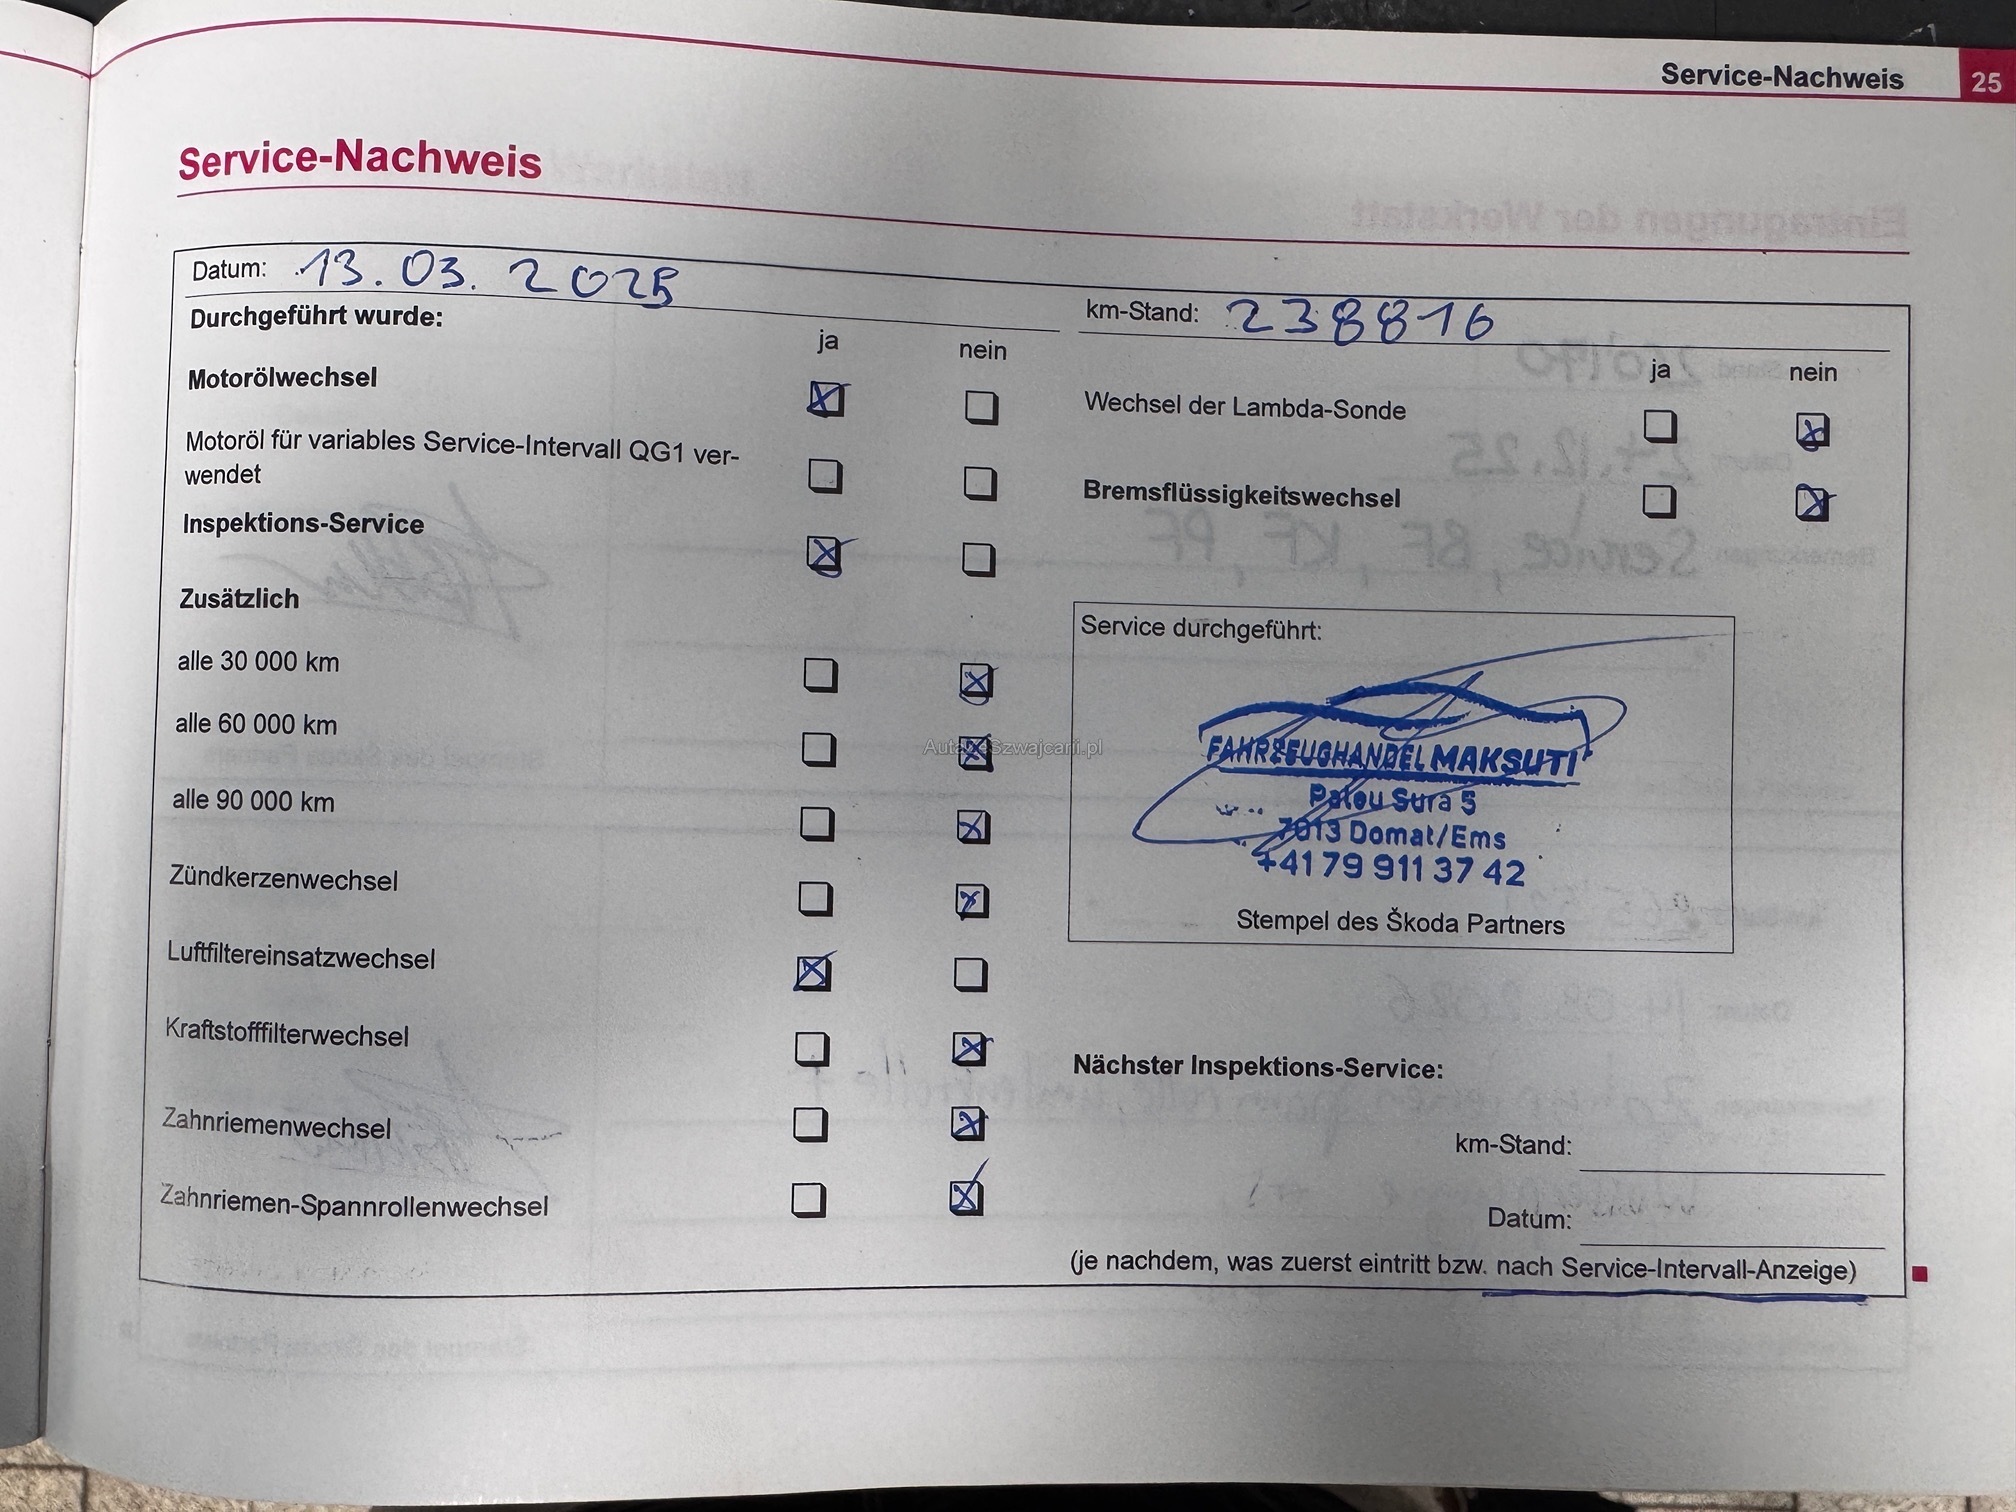 Service-Nachweis 25
Service-Nachweis
Datum: 13.03.2025
km-Stand: 238816
Durchgeführt wurde:
ja nein
ja nein
Motorölwechsel
Wechsel der Lambda-Sonde
Motoröl für variables Service-Intervall QG1 ver-
wendet
Bremsflüssigkeitswechsel
Inspektions-Service
Zusätzlich
alle 30 000 km
alle 60 000 km
alle 90 000 km
Zündkerzenwechsel
Luftfiltereinsatzwechsel
Kraftstofffilterwechsel
Zahnriemenwechsel
Zahnriemen-Spannrollenwechsel
Service durchgeführt:
FAHRZEUGHANDEL MAKSUTI
Sura 5
7013 Domat/Ems
+41 79 911 37 42
Stempel des Škoda Partners
Nächster Inspektions-Service:
km-Stand:
Datum:
(je nachdem, was zuerst eintritt bzw. nach Service-Intervall-Anzeige)